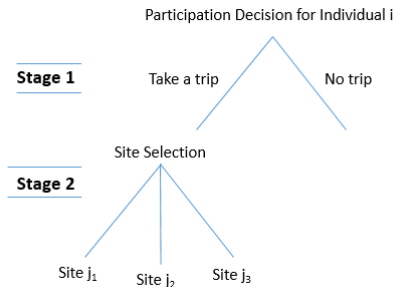 Participation Decision for Individual i
Stage 1
Take a trip
No trip
Site Selection
Stage 2
Site j₁
Site j₂
Site j₃